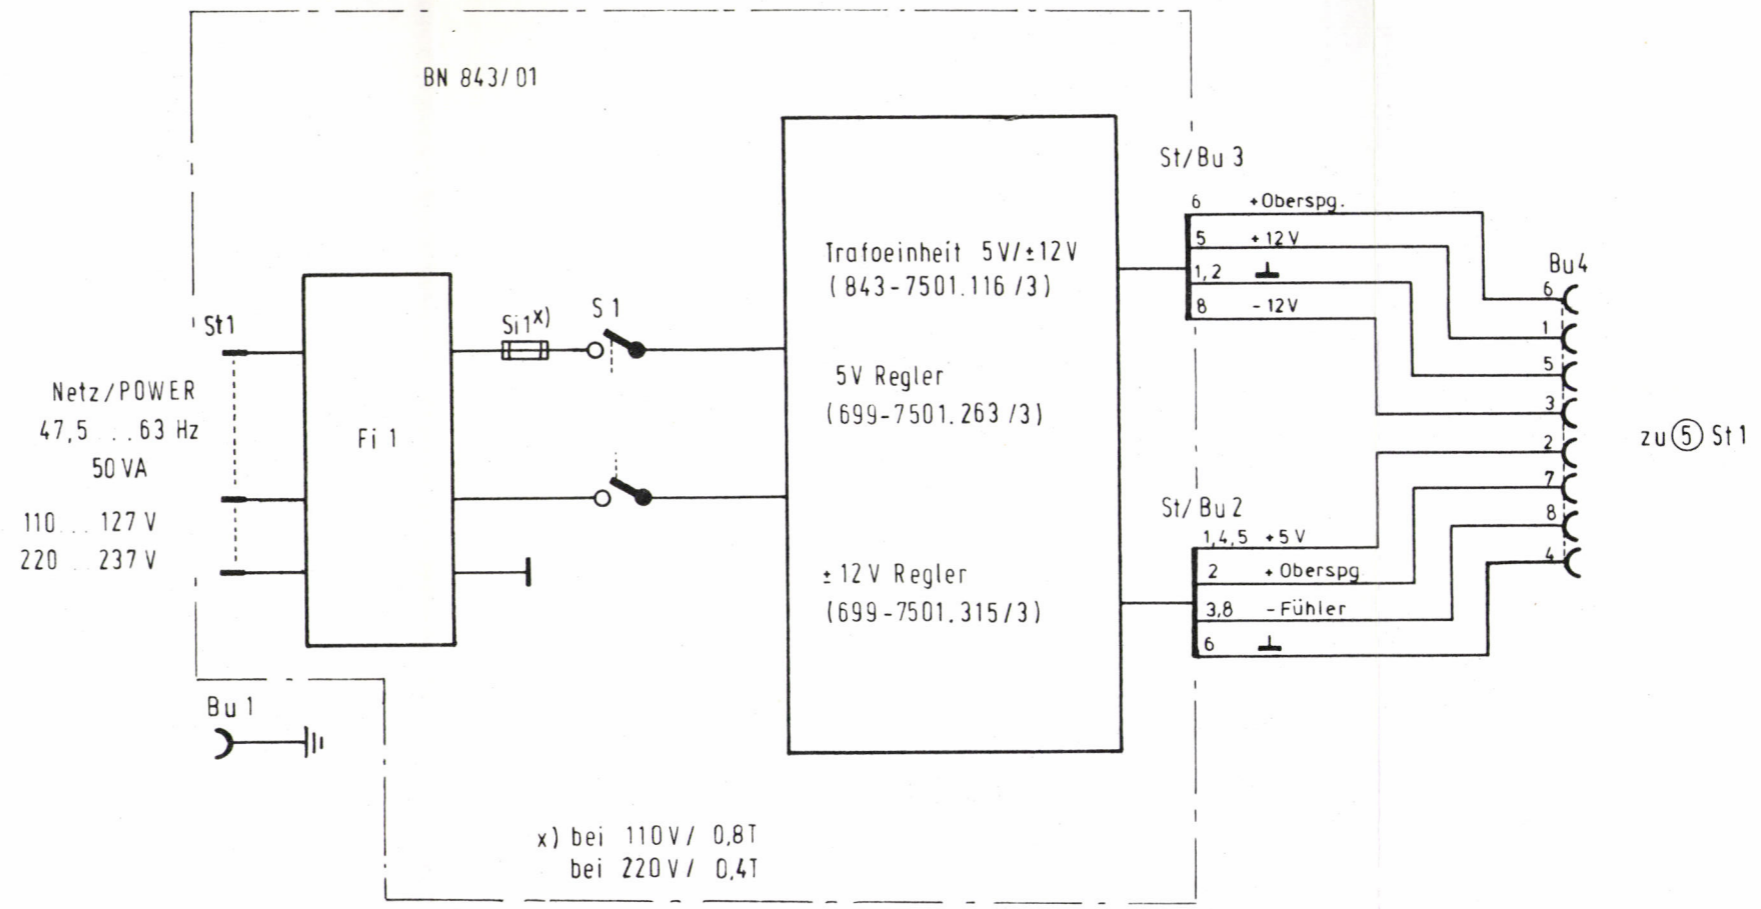 BN 843/01
St1
Netz/POWER
47,5 ... 63 Hz
50 VA
110 ... 127 V
220 .. 237 V
Fi 1
Si1x)
S 1
Trafoeinheit 5V/±12V
(843-7501.116/3)
5V Regler
(699-7501.263/3)
±12V Regler
(699-7501.315/3)
St/Bu 3
6 +Oberspg.
5 +12V
1,2
8 -12V
St/Bu 2
1,4,5 +5V
2 +Oberspg
3,8 -Fühler
6
Bu4
6
1
5
3
2
7
8
4
zu 5 St1
Bu 1
x) bei 110V/ 0,8T
bei 220V/ 0,4T